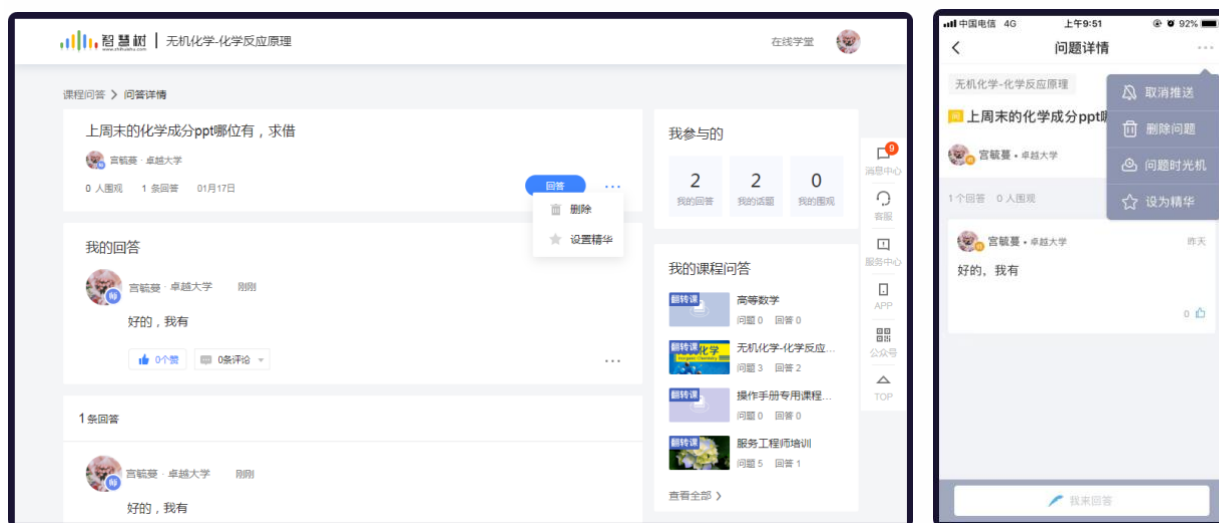 智慧树 无机化学-化学反应原理
www.zhihuishu.com
在线学堂
课程问答 > 问答详情
上周末的化学成分ppt哪位有，求借
宫毓蔓 · 卓越大学
0 人围观 1 条回答 01月17日
回答
删除
设置精华
我的回答
宫毓蔓 · 卓越大学 刚刚
好的，我有
0个赞 0条评论
1 条回答
宫毓蔓 · 卓越大学 刚刚
好的，我有
我参与的
2 2 0
我的回答 我的话题 我的围观
我的课程问答
翻转课 高等数学
问题 0 回答 0
翻转课 无机化学-化学反应...
问题 3 回答 2
翻转课 操作手册专用课程...
问题 0 回答 0
翻转课 服务工程师培训
问题 5 回答 1
查看全部 >
9
消息中心
客服
服务中心
APP
公众号
TOP
中国电信 4G 上午9:51 92%
问题详情
无机化学-化学反应原理
问 上周末的化学成分ppt
宫毓蔓 · 卓越大学
1个回答 0人围观
取消推送
删除问题
问题时光机
设为精华
宫毓蔓 · 卓越大学 昨天
好的，我有
0
我来回答